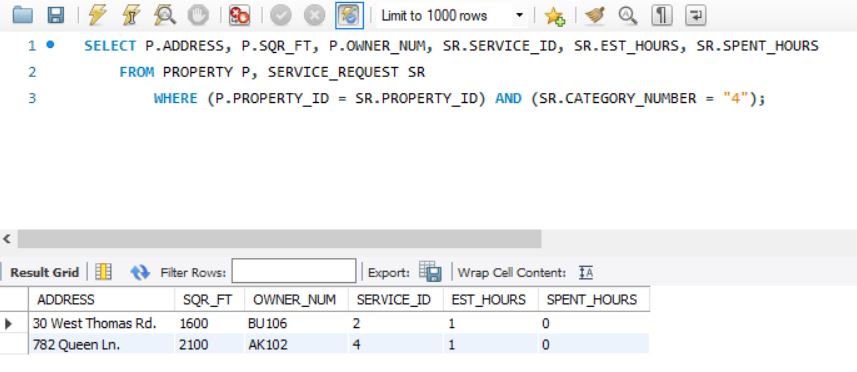 Limit to 1000 rows
1 SELECT P.ADDRESS, P.SQR_FT, P.OWNER_NUM, SR.SERVICE_ID, SR.EST_HOURS, SR.SPENT_HOURS
2 FROM PROPERTY P, SERVICE_REQUEST SR
3 WHERE (P.PROPERTY_ID = SR.PROPERTY_ID) AND (SR.CATEGORY_NUMBER = "4");
Result Grid Filter Rows: Export: Wrap Cell Content: IA
ADDRESS SQR_FT OWNER_NUM SERVICE_ID EST_HOURS SPENT_HOURS
30 West Thomas Rd. 1600 BU106 2 1 0
782 Queen Ln. 2100 AK102 4 1 0